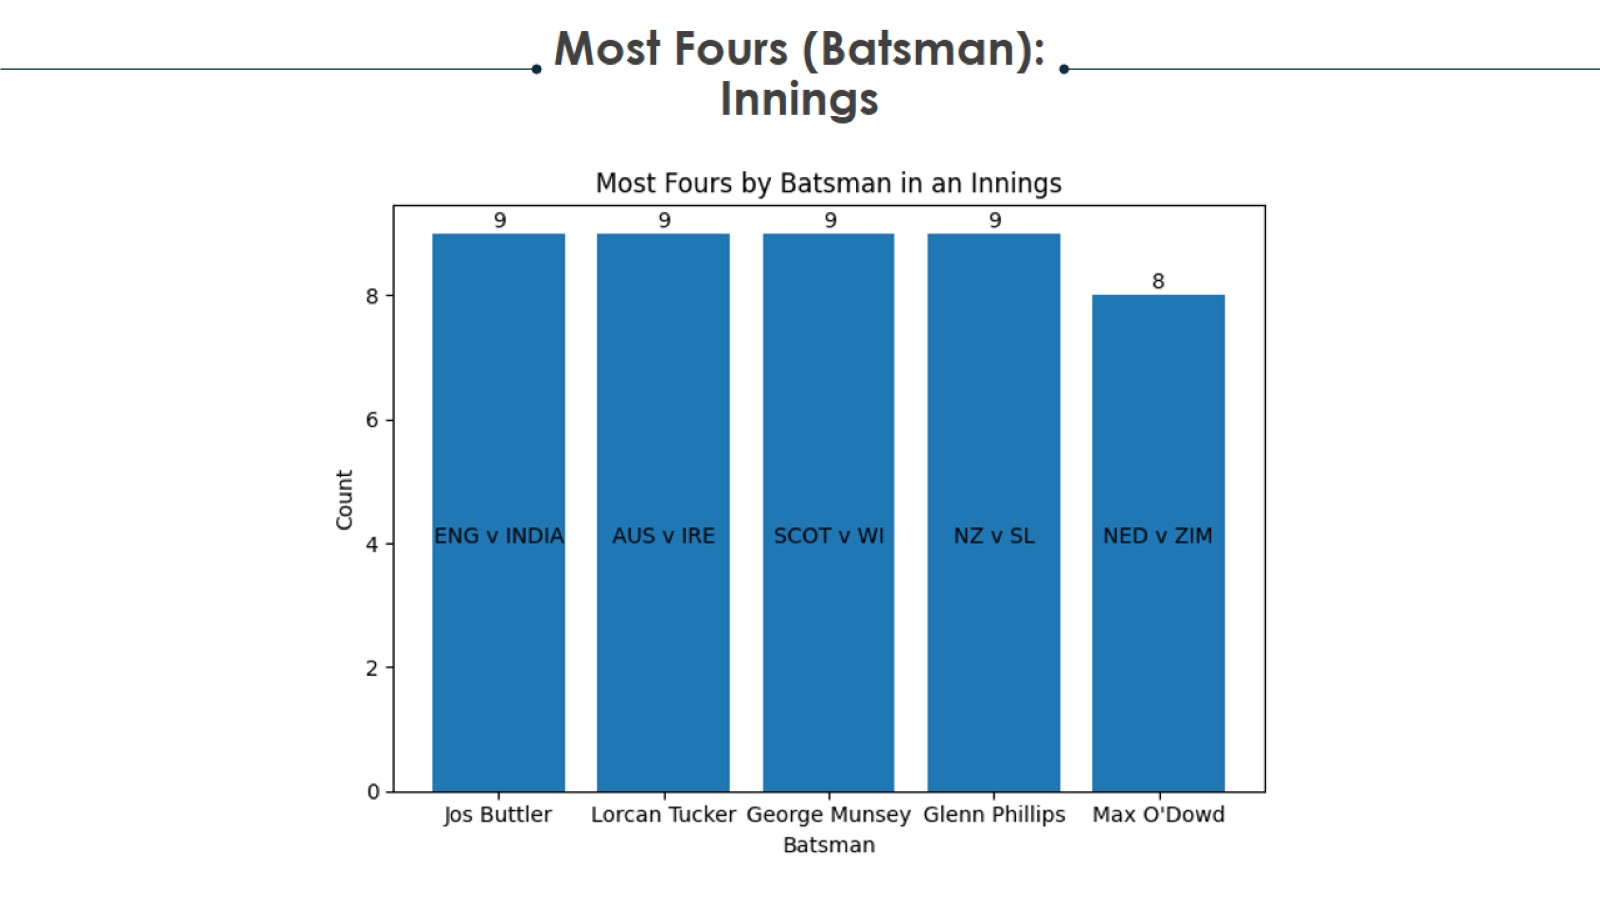 Most Fours (Batsman):
Innings
Most Fours by Batsman in an Innings
9 9 9 9 8
8
6
4
2
0
Count
ENG v INDIA AUS v IRE SCOT v WI NZ v SL NED v ZIM
Jos Buttler Lorcan Tucker George Munsey Glenn Phillips Max O'Dowd
Batsman